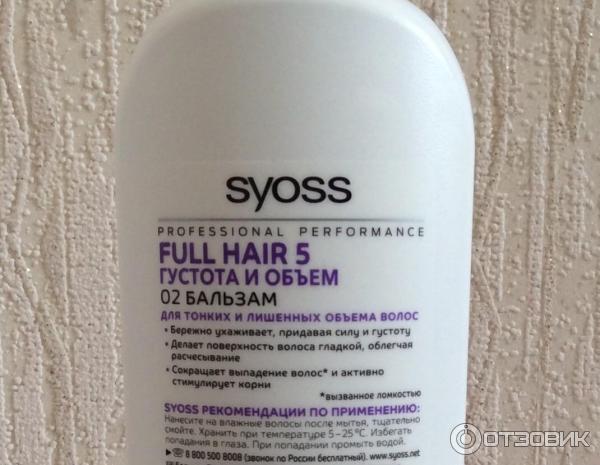 syoss
PROFESSIONAL PERFORMANCE
FULL HAIR 5
ГУСТОТА И ОБЪЕМ
02 БАЛЬЗАМ
ДЛЯ ТОНКИХ И ЛИШЕННЫХ ОБЪЕМА ВОЛОС
• Бережно ухаживает, придавая силу и густоту
• Делает поверхность волоса гладкой, облегчая
расчесывание
• Сокращает выпадение волос* и активно
стимулирует корни
*вызванное ломкостью
SYOSS РЕКОМЕНДАЦИИ ПО ПРИМЕНЕНИЮ:
Нанесите на влажные волосы после мытья, тщательно
смойте. Хранить при температуре 5–25°С. Избегать
попадания в глаза. При попадании промыть водой.
☏ 8 800 500 8008 (звонок по России бесплатный). www.syoss.net
ОТЗОВИК